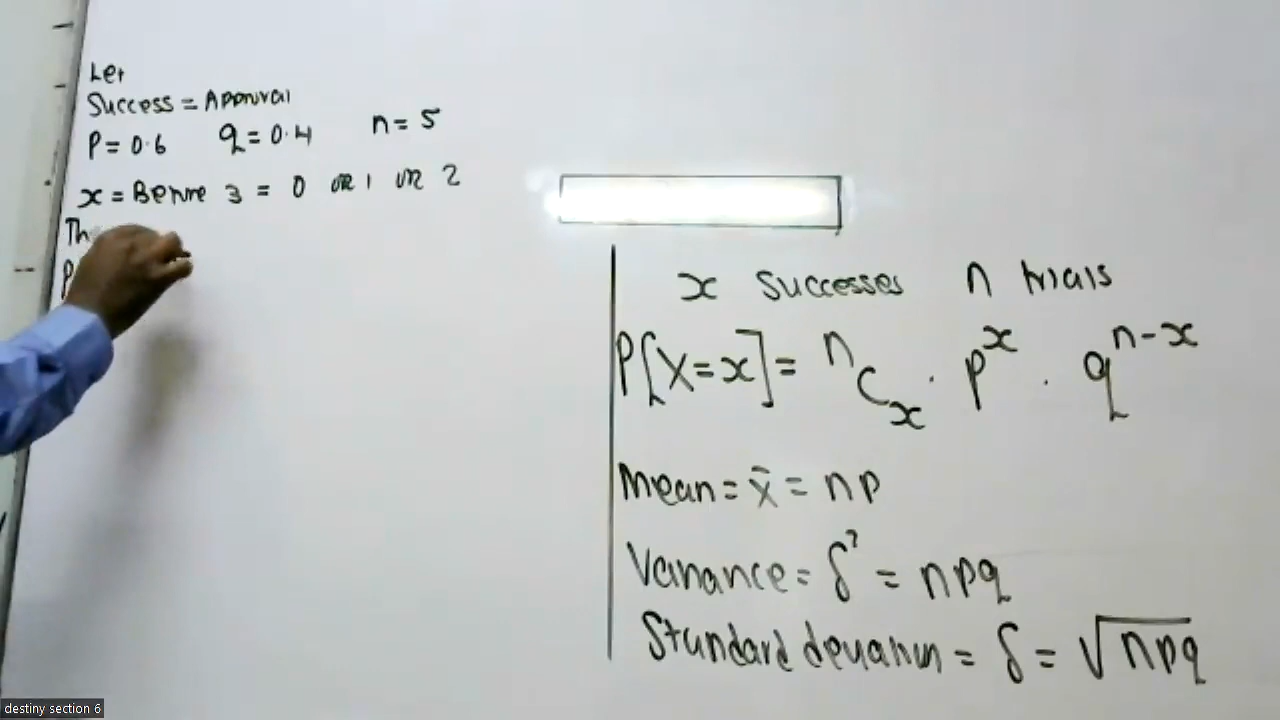 Let
Success = Approval
P = 0.6 q = 0.4 n = 5
x = Before 3 = 0 or 1 or 2
Th
P
x successes n trials
P[X=x] = nCx . p^x . q^n-x
Mean = x̄ = np
Variance = δ² = npq
Standard deviation = δ = √npq
destiny section 6